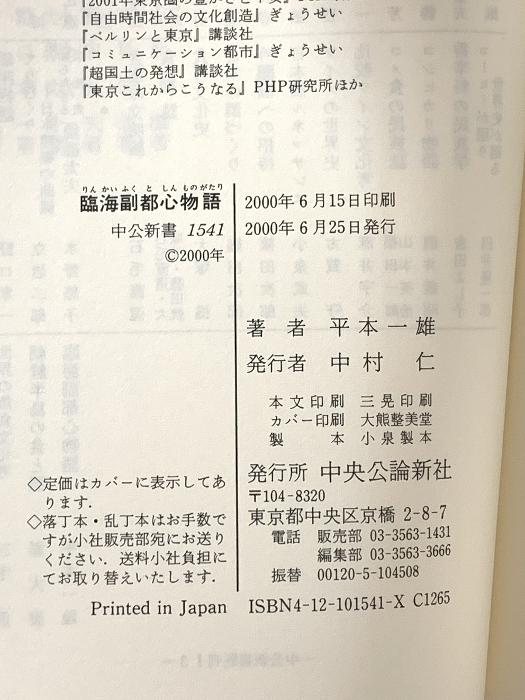 『自由時間社会の文化創造』ぎょうせい
『ベルリンと東京』講談社
『コミュニケーション都市』ぎょうせい
『超国土の発想』講談社
『東京これからこうなる』PHP研究所ほか
りん かい ふく と しん ものがたり
臨海副都心物語
中公新書 1541
©2000年
2000年6月15日印刷
2000年6月25日発行
著 者 平本一雄
発行者 中村 仁
本文印刷 三晃印刷
カバー印刷 大熊整美堂
製 本 小泉製本
◇定価はカバーに表示してあ
ります.
◇落丁本・乱丁本はお手数で
すが小社販売部宛にお送り
ください. 送料小社負担に
てお取り替えいたします.
発行所 中央公論新社
〒104-8320
東京都中央区京橋 2-8-7
電話 販売部 03-3563-1431
編集部 03-3563-3666
振替 00120-5-104508
Printed in Japan ISBN4-12-101541-X C1265